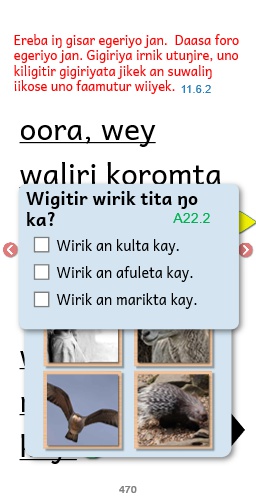 Ereba iŋ gisar egeriyo jan. Daasa foro
egeriyo jan. Gigiriya irnik utuŋire, uno
kiligitir gigiriyata jikek an suwaliŋ
iikose uno faamutur wiiyek. 11.6.2
oora, wey
waliri koromta
Wigitir wirik tita ŋo
ka? A22.2
Wirik an kulta kay.
Wirik an afuleta kay.
Wirik an marikta kay.
470